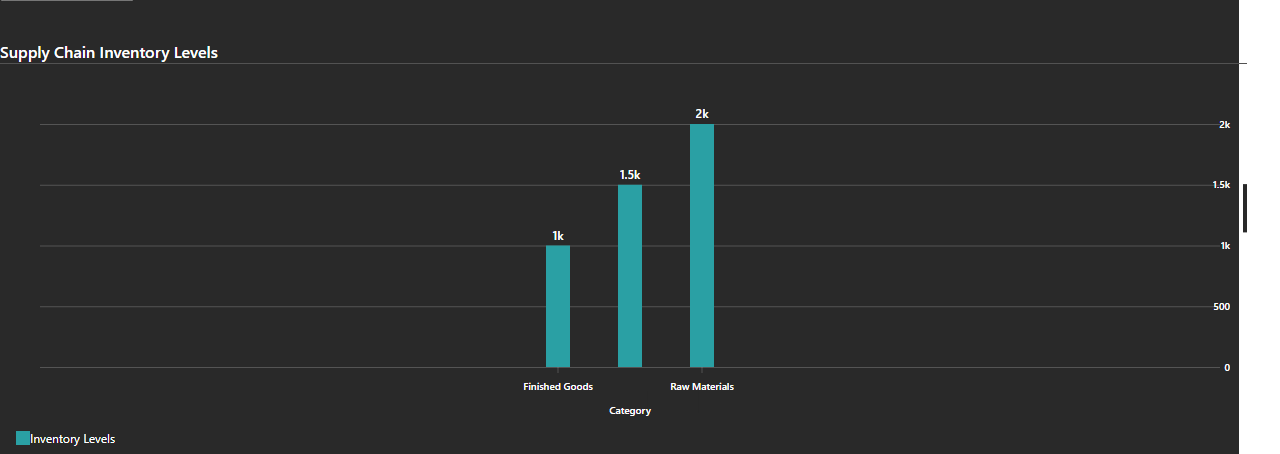 Supply Chain Inventory Levels
2k
2k
1.5k
1.5k
1k
1k
500
0
Finished Goods Raw Materials
Category
Inventory Levels